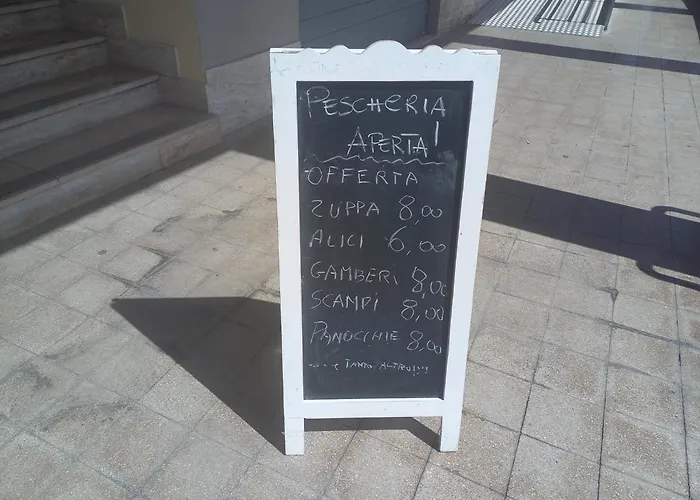 PESCHERIA
APERTA!
OFFERTA
ZUPPA 8,00
ALICI 6,00
GAMBERI 8,00
SCAMPI 8,00
PANOCCHIE 8,00
---E TANTO ALTRO!!!